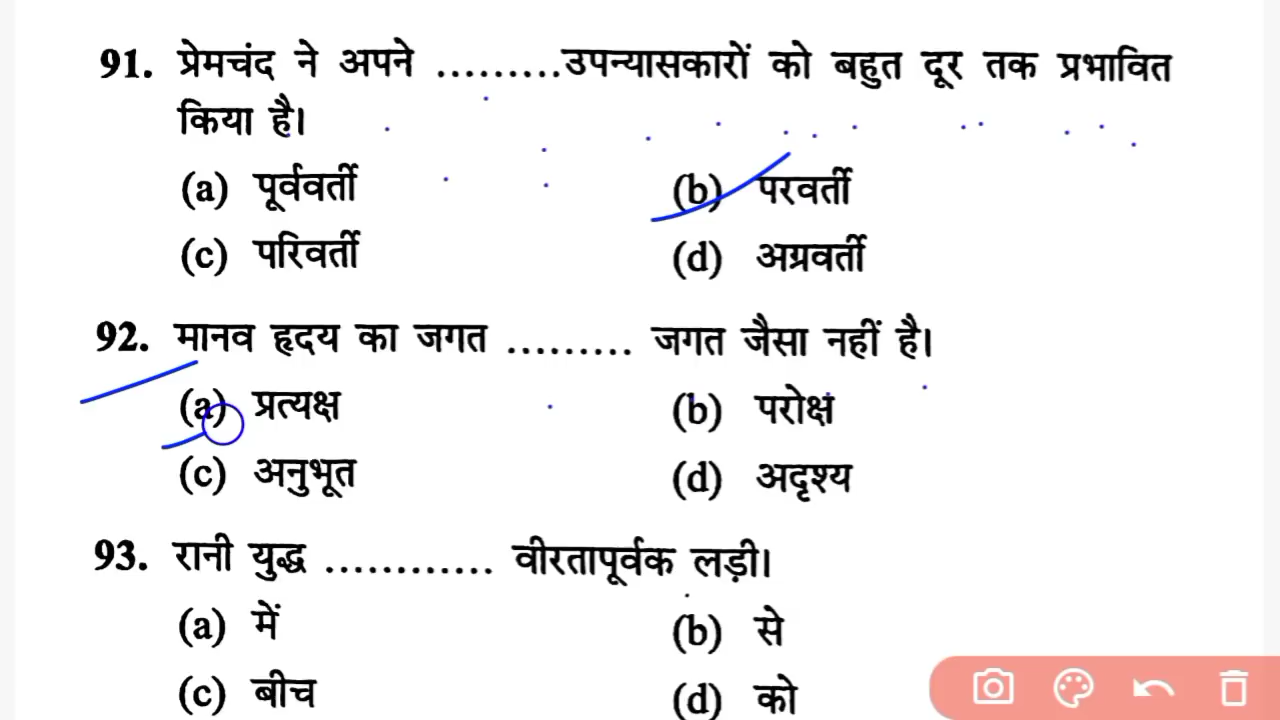 91. प्रेमचंद ने अपने .........उपन्यासकारों को बहुत दूर तक प्रभावित
किया है।
(a) पूर्ववर्ती (b) परवर्ती
(c) परिवर्ती (d) अग्रवर्ती
92. मानव हृदय का जगत ......... जगत जैसा नहीं है।
(a) प्रत्यक्ष (b) परोक्ष
(c) अनुभूत (d) अदृश्य
93. रानी युद्ध ............ वीरतापूर्वक लड़ी।
(a) में (b) से
(c) बीच (d) को